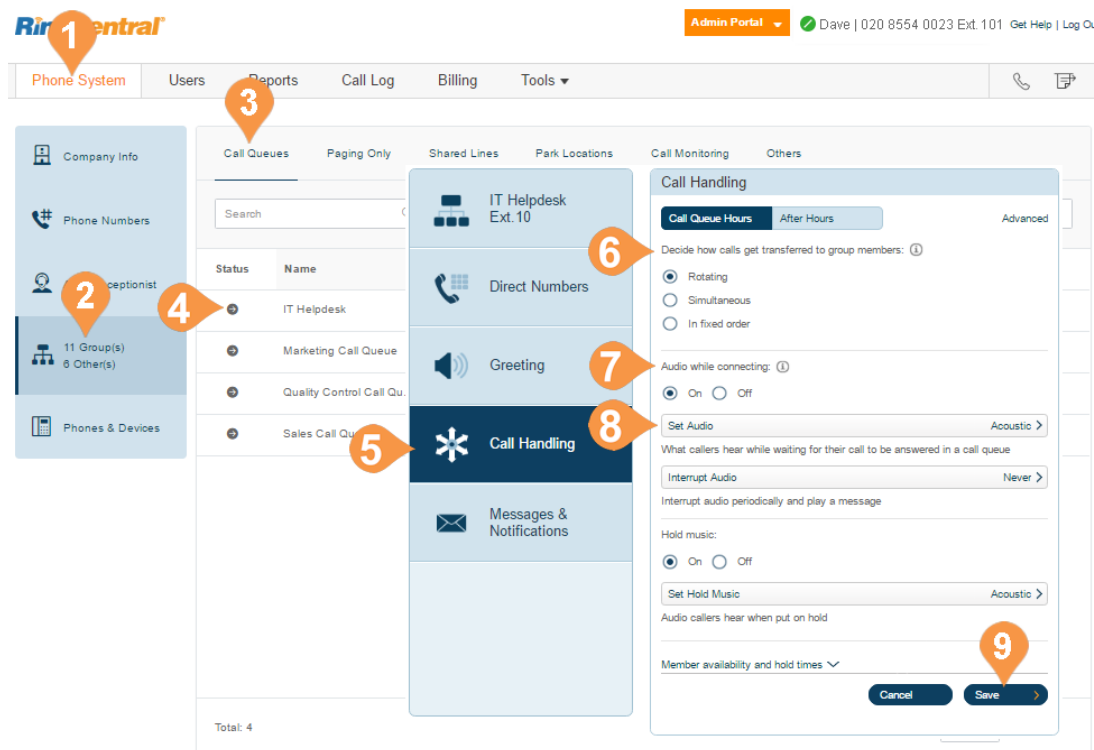 1
Admin Portal
Dave | 020 8554 0023 Ext. 101 Get Help | Log
Phone System Users Reports Call Log Billing Tools
3
Company Info
Phone Numbers
2
11 Group(s)
6 Other(s)
Phones & Devices
Call Queues Paging Only Shared Lines Park Locations Call Monitoring Others
Search
Status Name
4
IT Helpdesk
Marketing Call Queue
Quality Control Call Qu.
Sales Call
Total: 4
IT Helpdesk
Ext. 10
Direct Numbers
Greeting
5
Call Handling
Messages &
Notifications
Call Handling
Call Queue Hours After Hours Advanced
6
Decide how calls get transferred to group members:
Rotating
Simultaneous
In fixed order
7
Audio while connecting:
On Off
8
Set Audio Acoustic
What callers hear while waiting for their call to be answered in a call queue
Interrupt Audio Never
Interrupt audio periodically and play a message
Hold music:
On Off
Set Hold Music Acoustic
Audio callers hear when put on hold
9
Member availability and hold times
Cancel Save